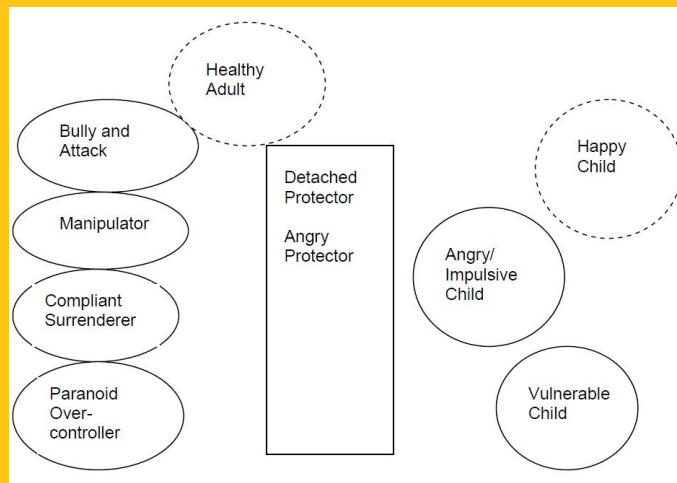 Healthy
Adult
Bully and
Attack
Manipulator
Compliant
Surrenderer
Paranoid
Over-
controller
Detached
Protector
Angry
Protector
Angry/
Impulsive
Child
Happy
Child
Vulnerable
Child